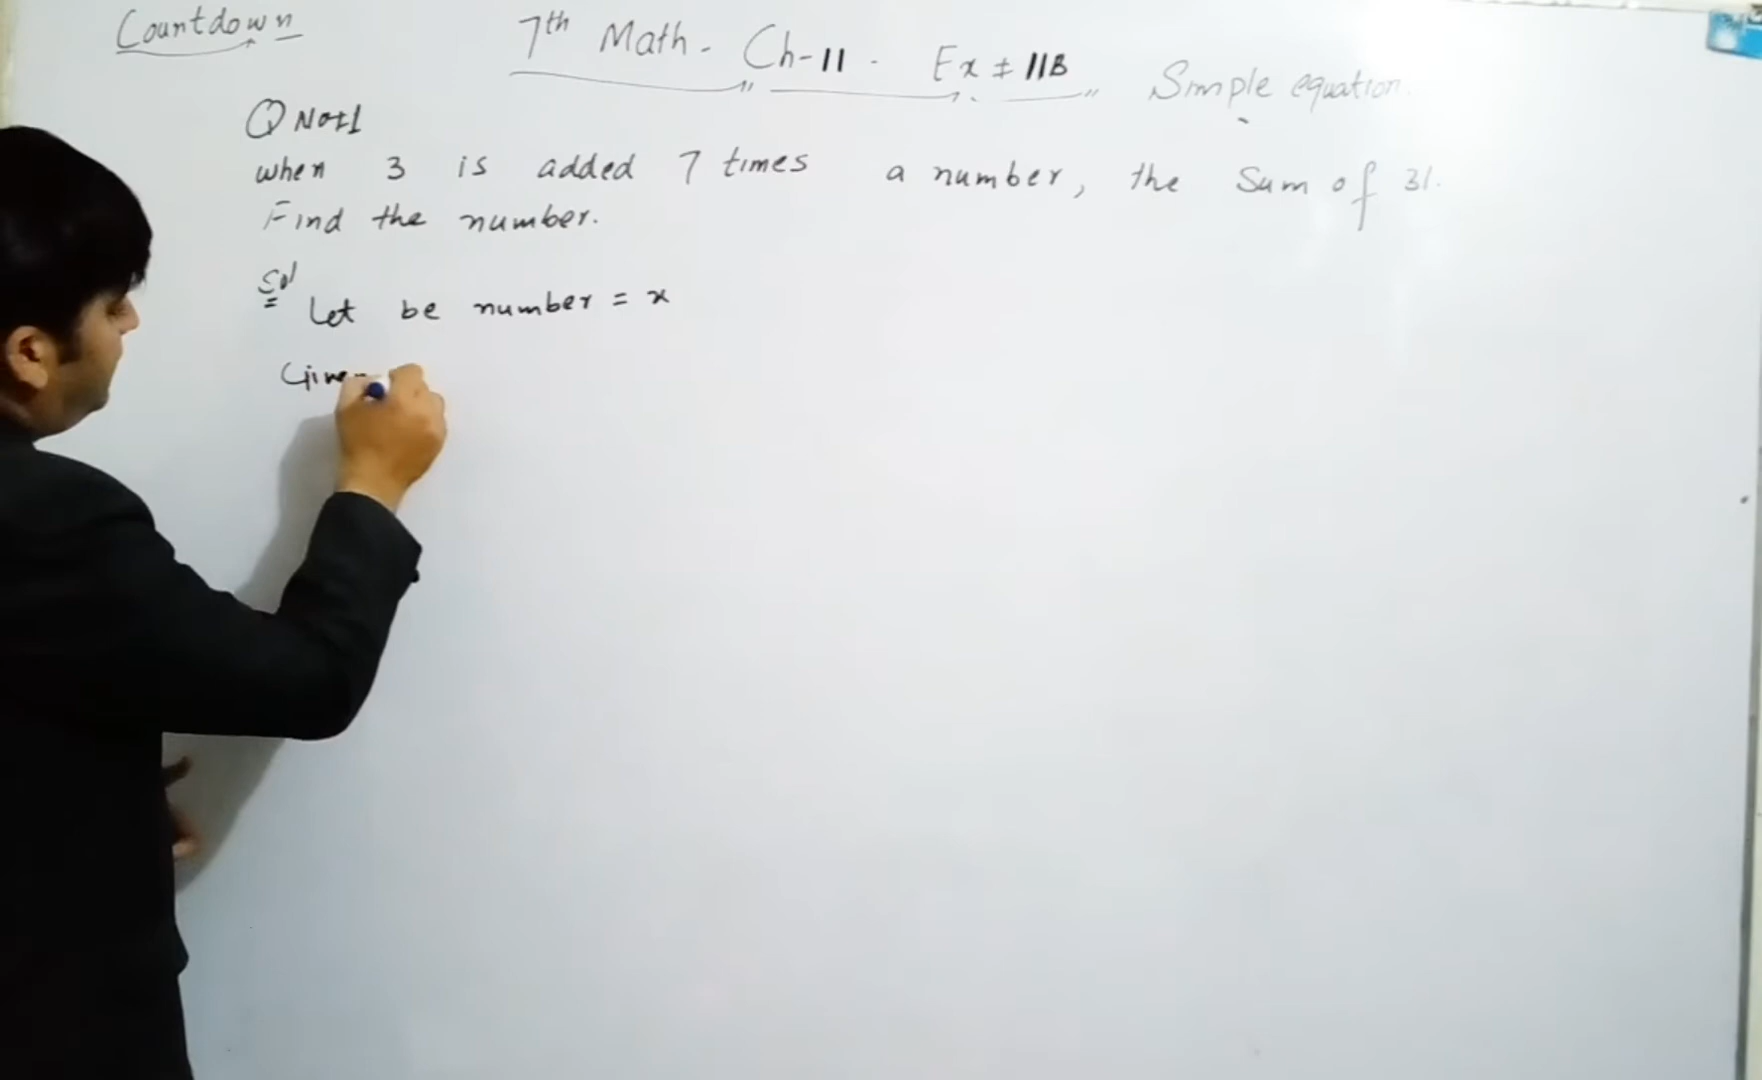 Countdown
7th Math - Ch-11 - Ex # 11B Simple equation.
Q No#1
when 3 is added 7 times a number, the Sum of 31.
Find the number.
Sol
Let be number = x
Given